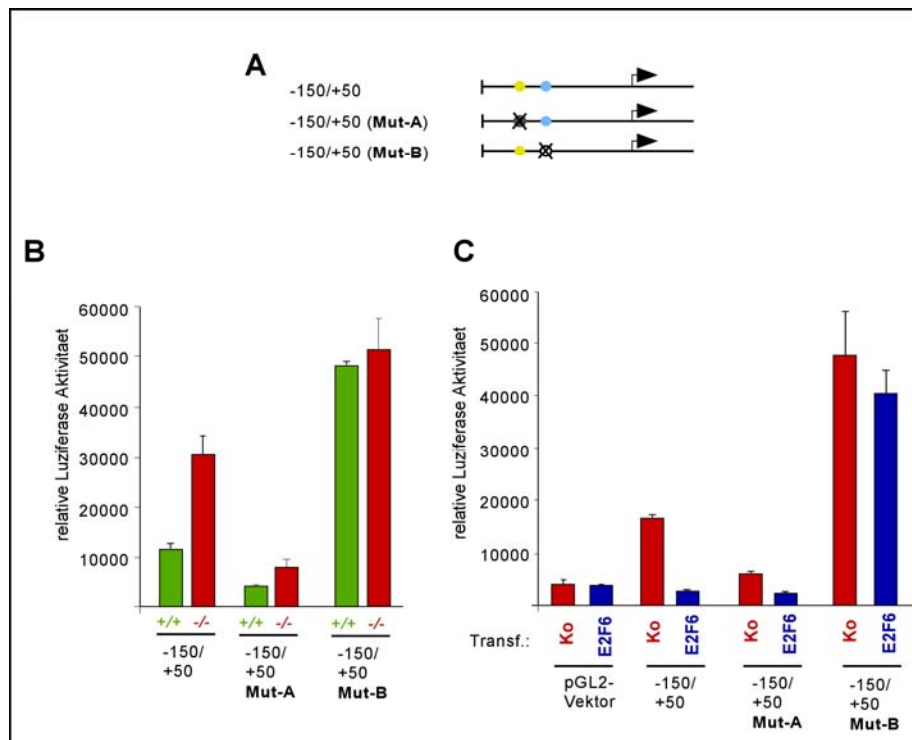 A
-150/+50
-150/+50 (Mut-A)
-150/+50 (Mut-B)
B
relative Luziferase Aktivitaet
60000
50000
40000
30000
20000
10000
+/+ -/- +/+ -/- +/+ -/-
-150/ -150/ -150/
+50 +50 +50
Mut-A Mut-B
C
relative Luziferase Aktivitaet
60000
50000
40000
30000
20000
10000
Transf.: Ko E2F6 Ko E2F6 Ko E2F6 Ko E2F6
pGL2- -150/ -150/ -150/
Vektor +50 +50 +50
Mut-A Mut-B